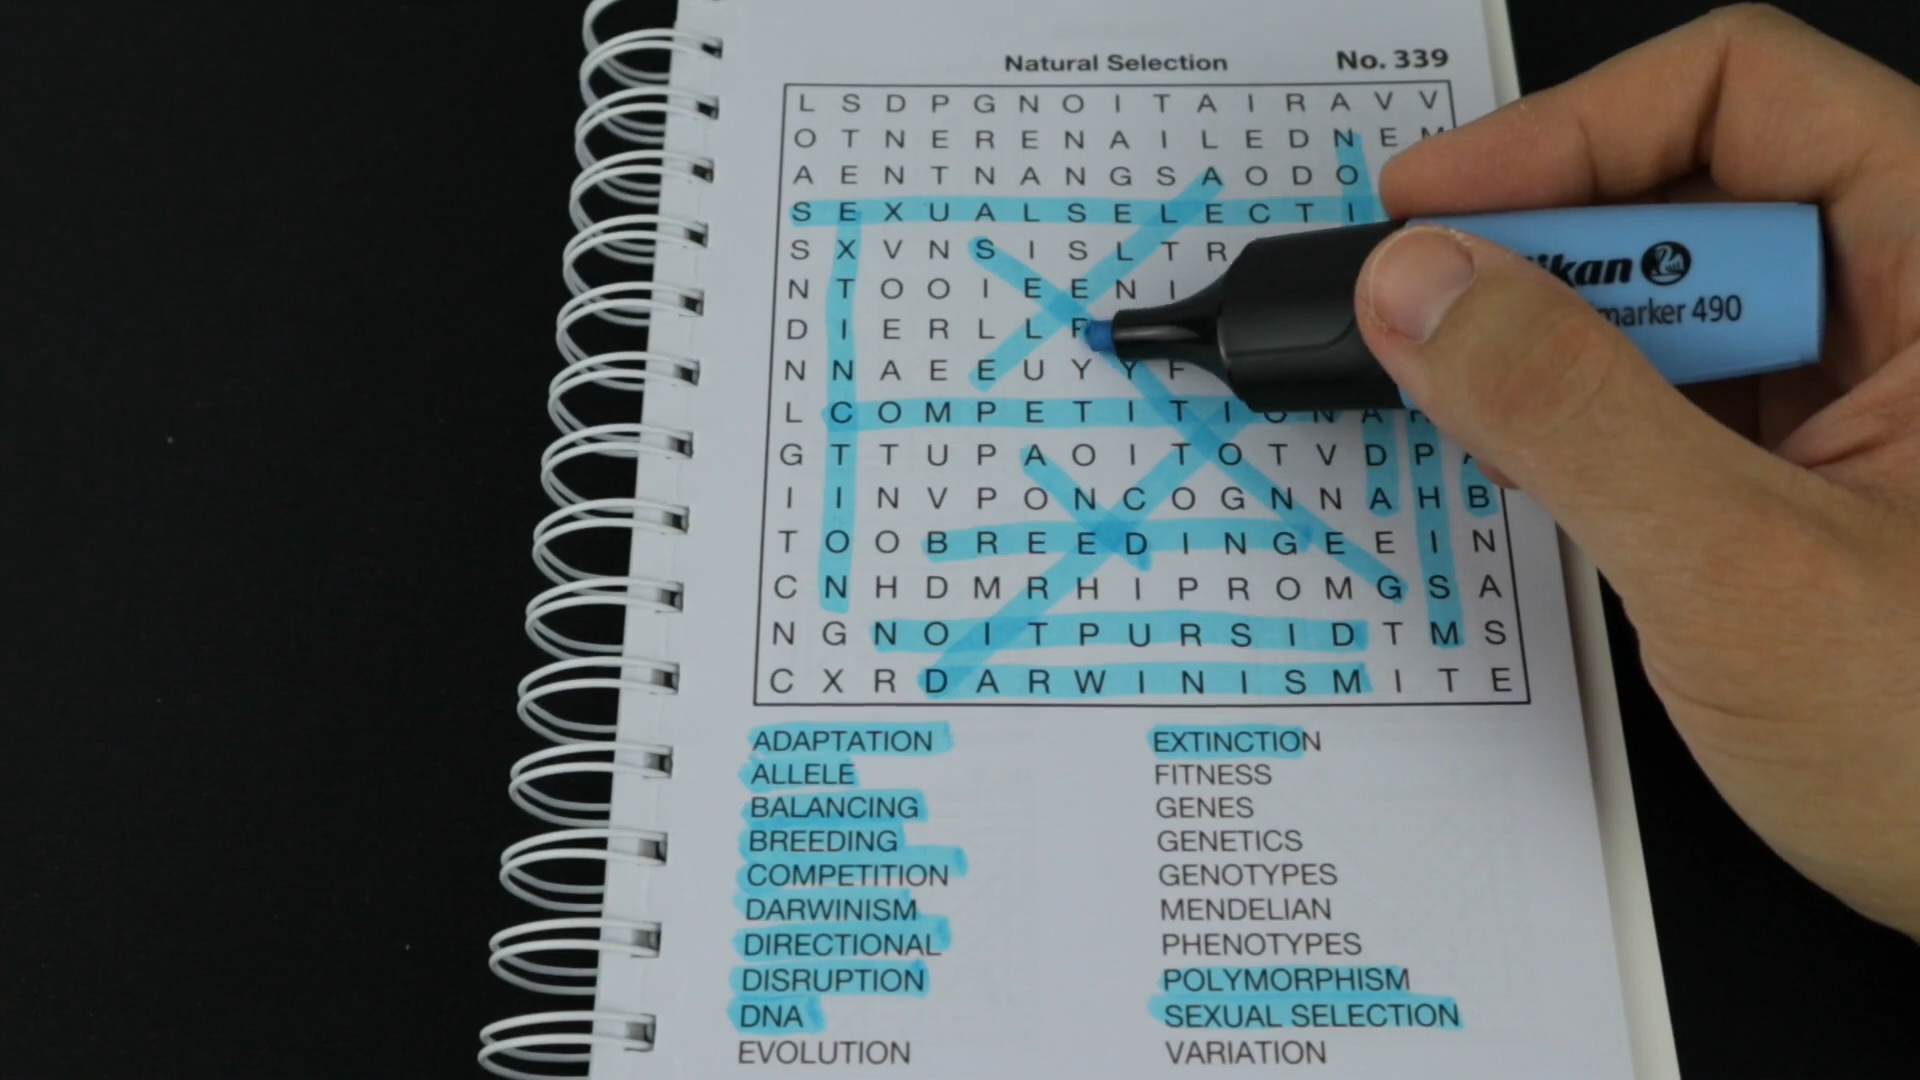 Natural Selection No. 339
L S D P G N O I T A I R A V V
O T N E R E N A I L E D N E M
A E N T N A N G S A O D O
S E X U A L S E L E C T I
S X V N S I S L T R
N T O O I E E N I
D I E R L L P
N N A E E U Y Y F
L C O M P E T I T I O N A
G T T U P A O I T O T V D P A
I I N V P O N C O G N N A H B
T O O B R E E D I N G E E I N
C N H D M R H I P R O M G S A
N G N O I T P U R S I D T M S
C X R D A R W I N I S M I T E
ADAPTATION EXTINCTION
ALLELE FITNESS
BALANCING GENES
BREEDING GENETICS
COMPETITION GENOTYPES
DARWINISM MENDELIAN
DIRECTIONAL PHENOTYPES
DISRUPTION POLYMORPHISM
DNA SEXUAL SELECTION
EVOLUTION VARIATION
marker 490